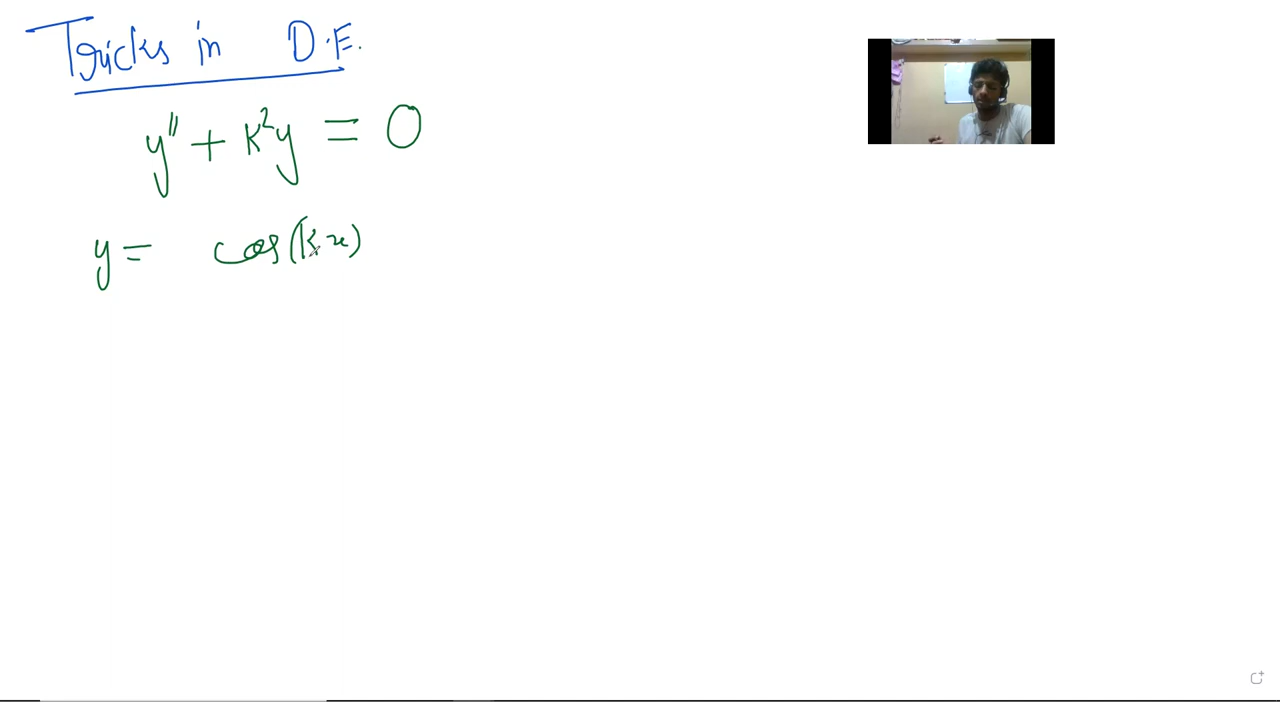 Tricks in D.E.
y'' + k²y = 0
y = cos(kx)